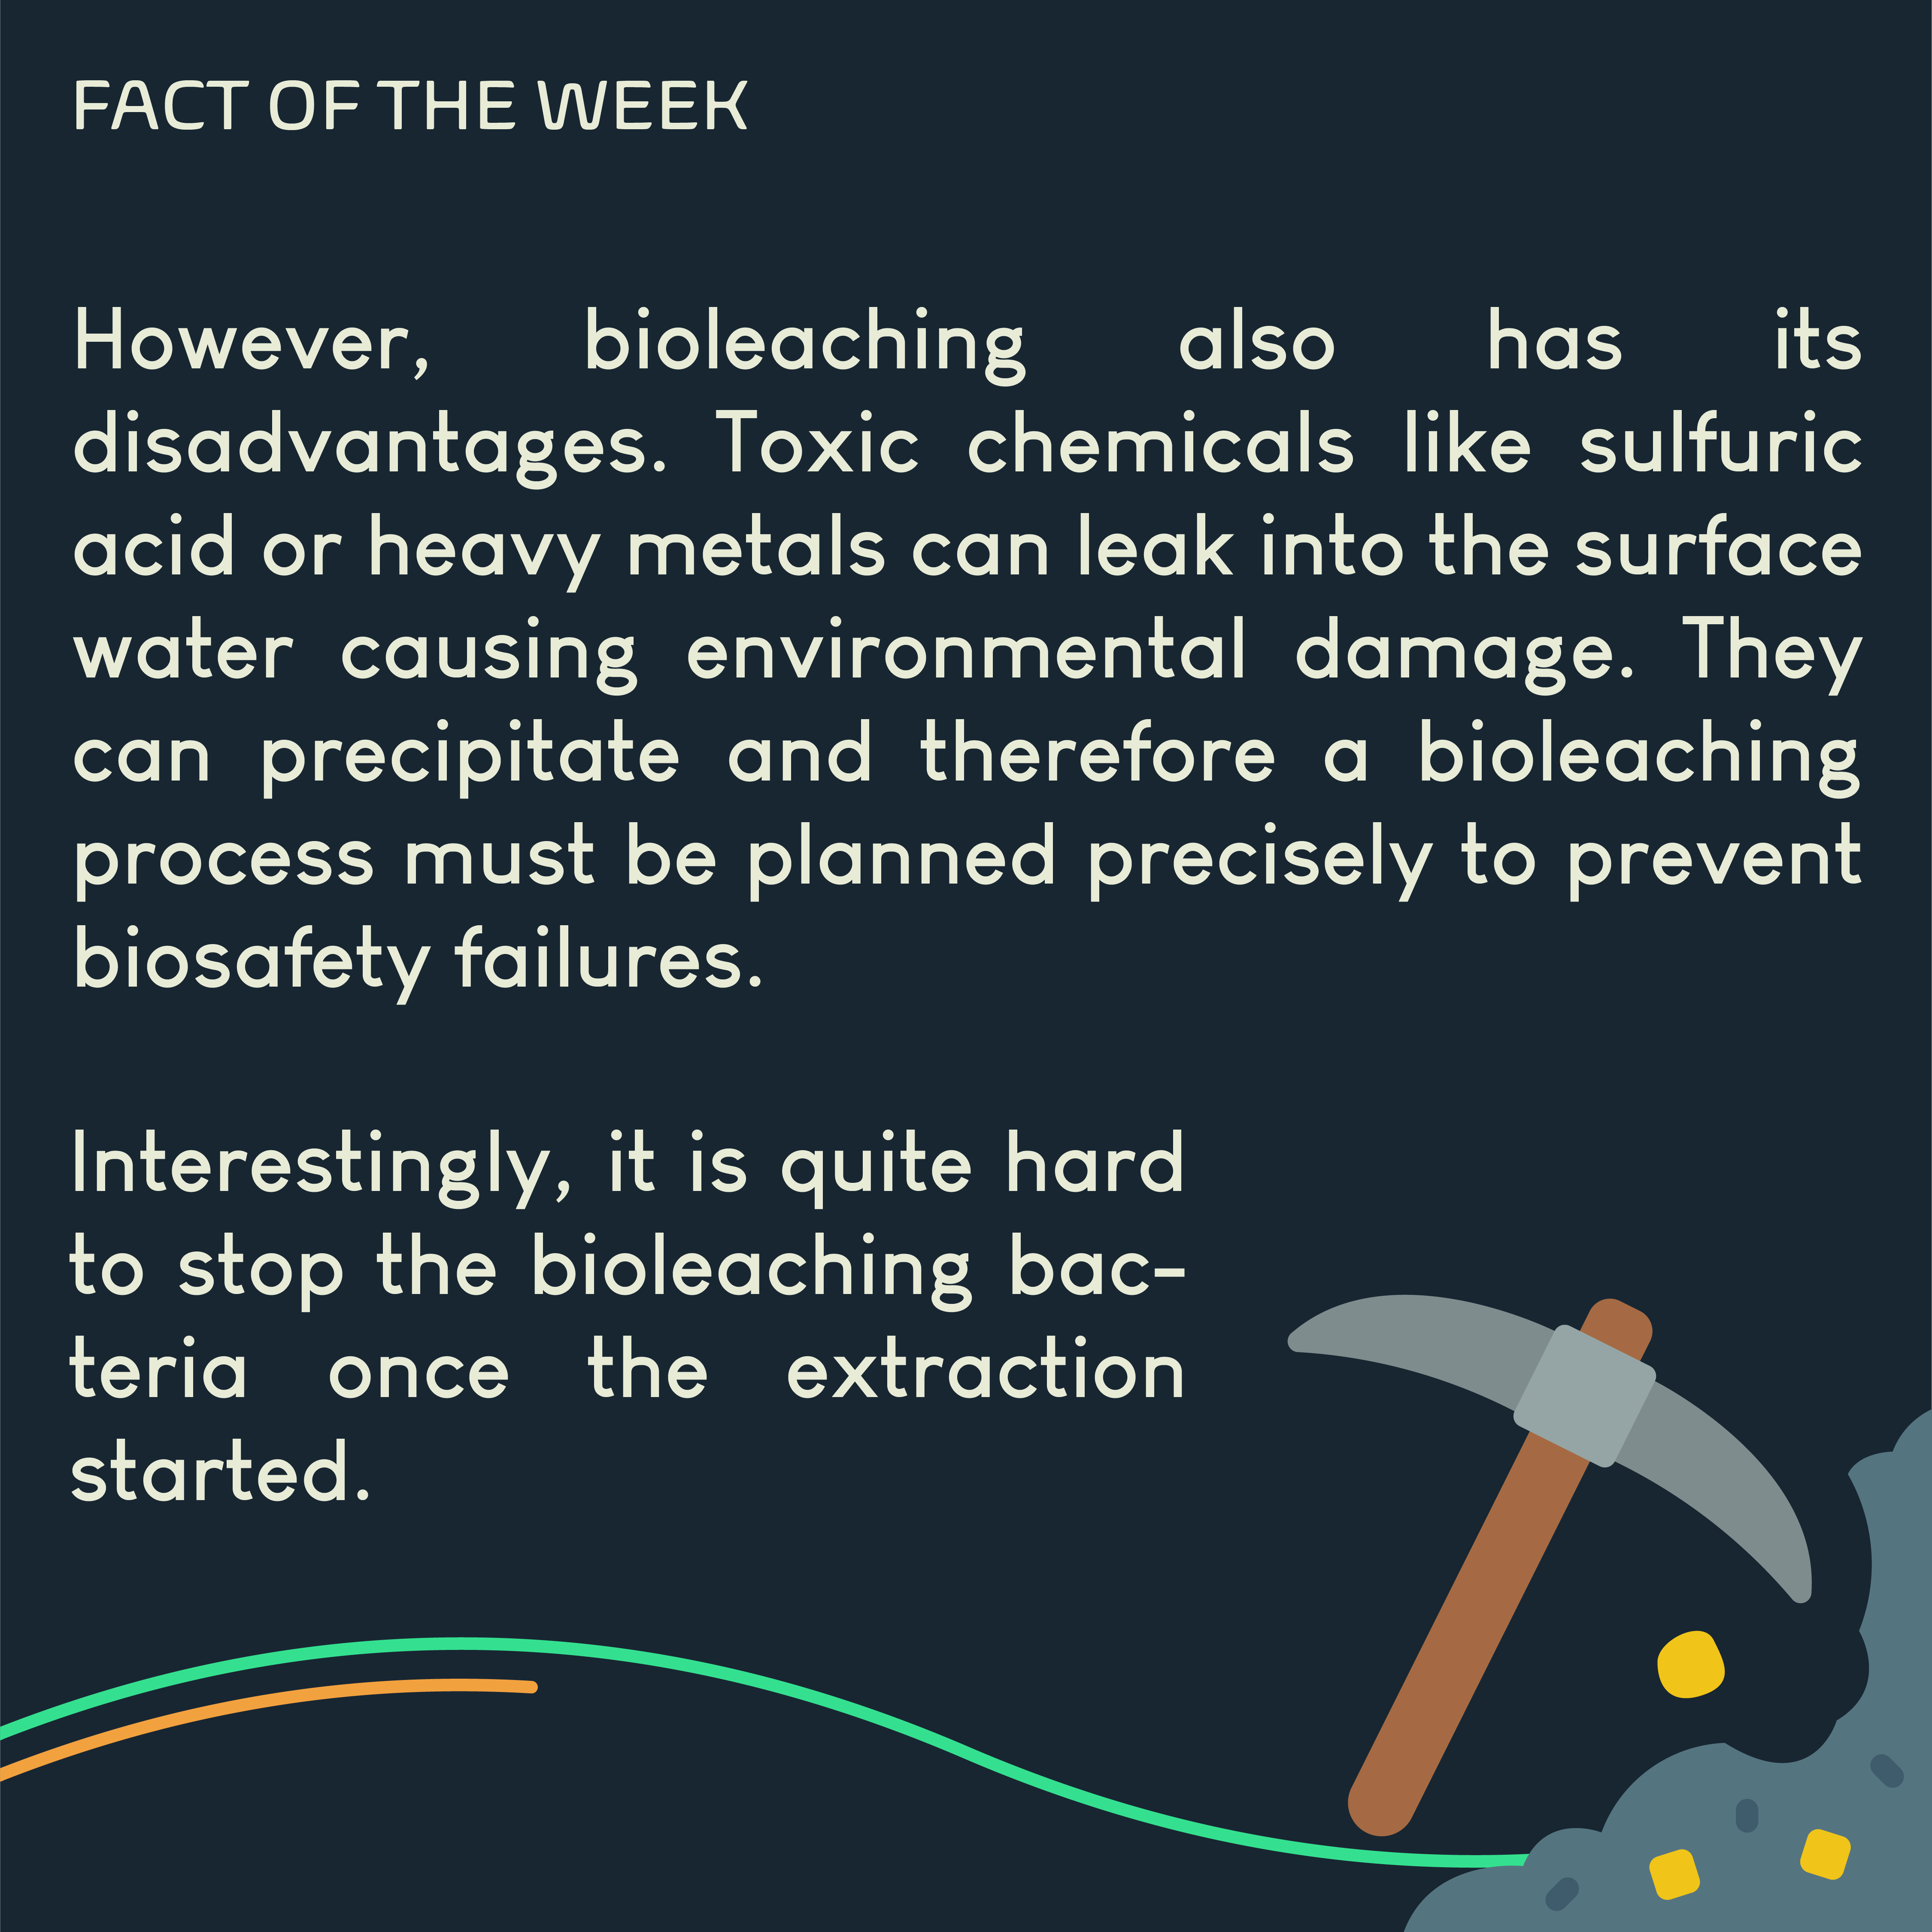 FACT OF THE WEEK
However, bioleaching also has its
disadvantages. Toxic chemicals like sulfuric
acid or heavy metals can leak into the surface
water causing environmental damage. They
can precipitate and therefore a bioleaching
process must be planned precisely to prevent
biosafety failures.
Interestingly, it is quite hard
to stop the bioleaching bac-
teria once the extraction
started.